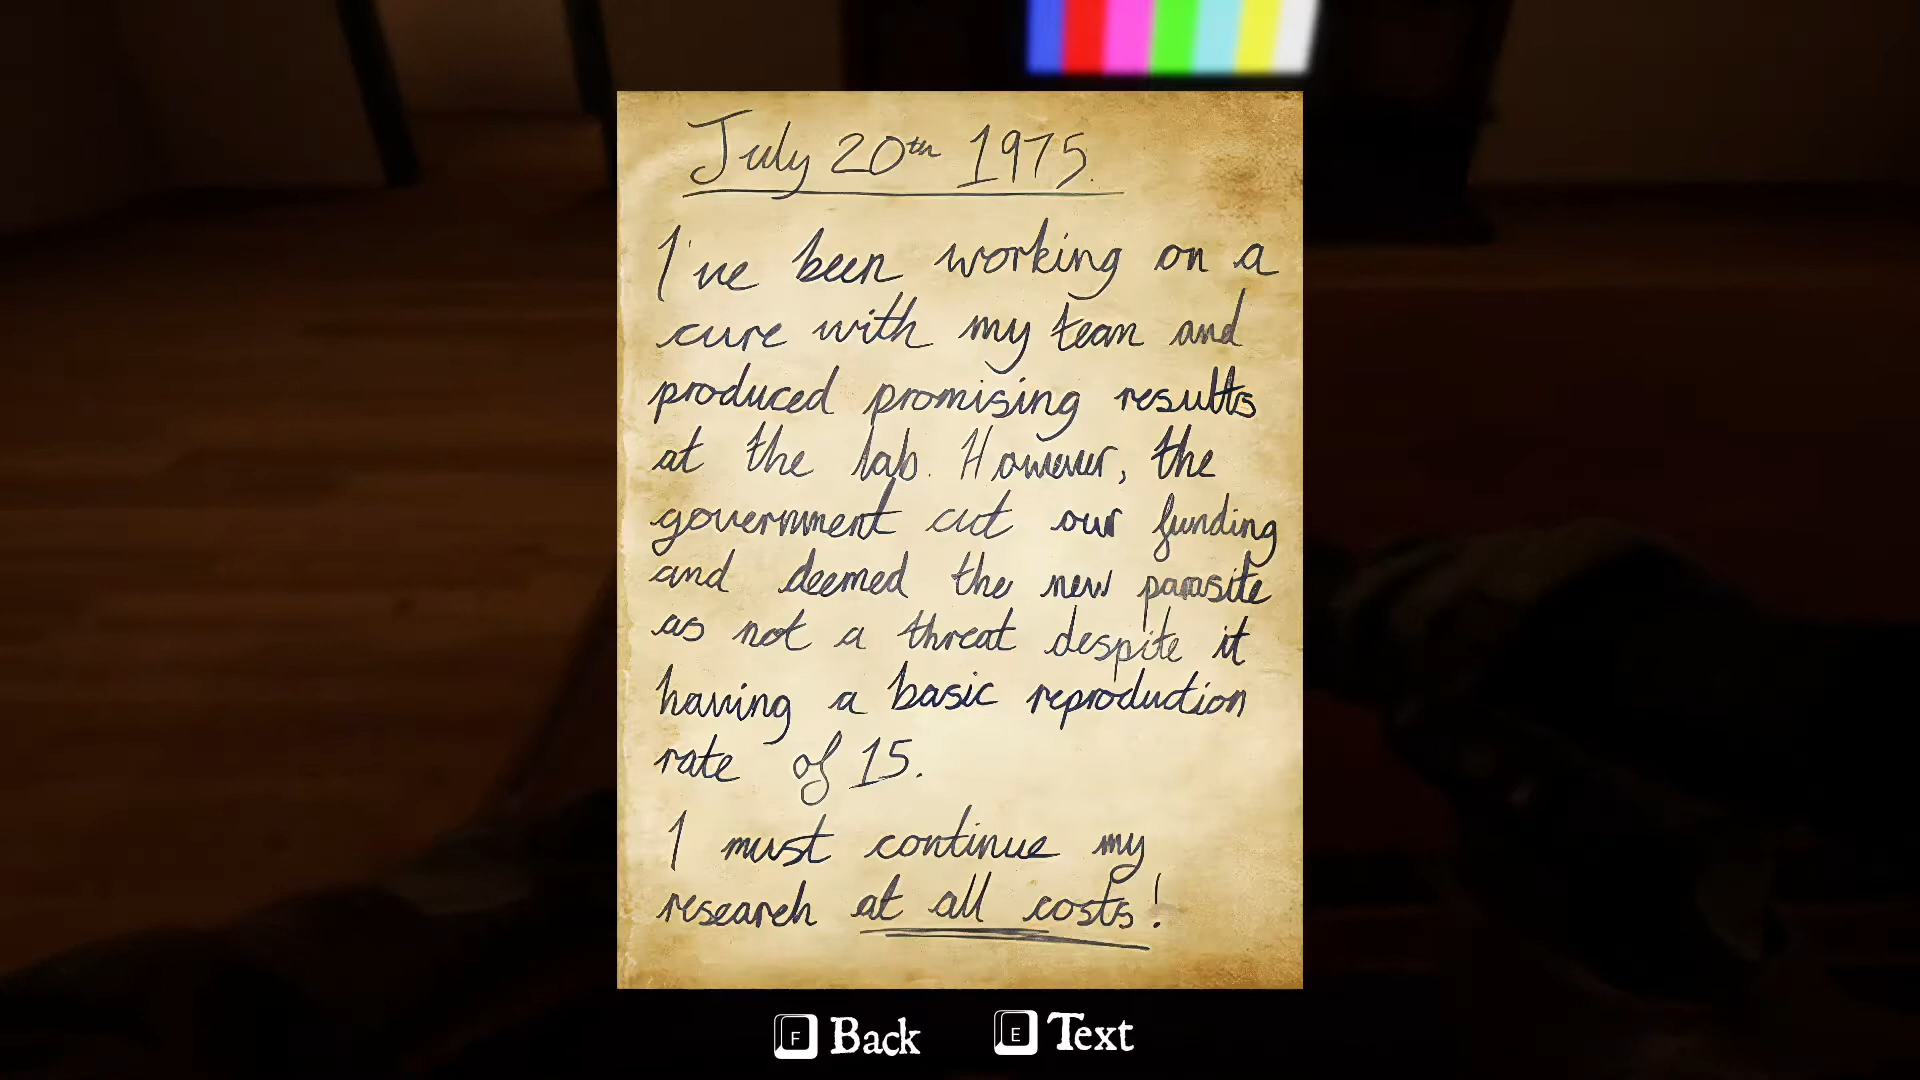 July 20th 1975.
I've been working on a
cure with my team and
produced promising results
at the lab. However, the
government cut our funding
and deemed the new parasite
as not a threat despite it
having a basic reproduction
rate of 15.
I must continue my
research at all costs!
F Back E Text